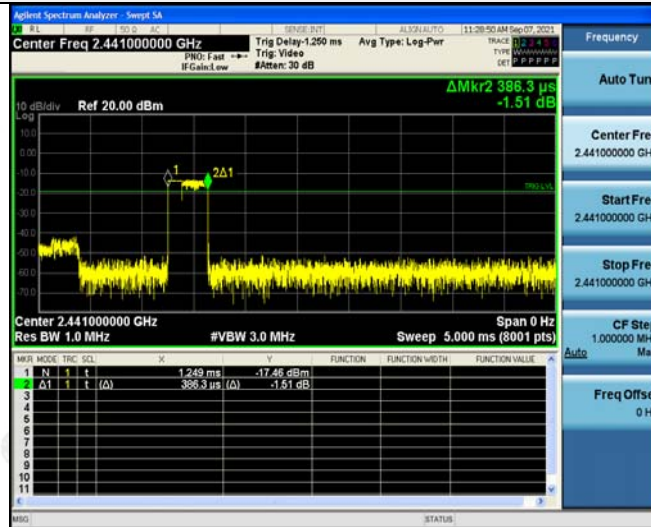 Agilent Spectrum Analyzer - Swept SA
RL RF 50 Ω AC SENSE:INT ALIGNAUTO 11:28:50 AM Sep 07, 2021
Center Freq 2.441000000 GHz
PNO: Fast
IFGain:Low
Trig Delay-1.250 ms
Trig: Video
#Atten: 30 dB
Avg Type: Log-Pwr
TRACE 1 2 3 4 5 6
TYPE
DET P P P P P P
ΔMkr2 386.3 µs
-1.51 dB
10 dB/div Ref 20.00 dBm
Log
10.0
0.00
-10.0
-20.0
-30.0
-40.0
-50.0
-60.0
-70.0
1
2Δ1
TRIG LVL
Center 2.441000000 GHz Span 0 Hz
Res BW 1.0 MHz #VBW 3.0 MHz Sweep 5.000 ms (8001 pts)
MKR MODE TRC SCL X Y FUNCTION FUNCTION WIDTH FUNCTION VALUE
1 N 1 t 1.249 ms -17.46 dBm
2 Δ1 1 t (Δ) 386.3 µs (Δ) -1.51 dB
3
4
5
6
7
8
9
10
11
MSG STATUS
Frequency
Auto Tun
Center Fre
2.441000000 GH
Start Fre
2.441000000 GH
Stop Fre
2.441000000 GH
CF Ste
1.000000 MH
Auto Ma
Freq Offse
0 H